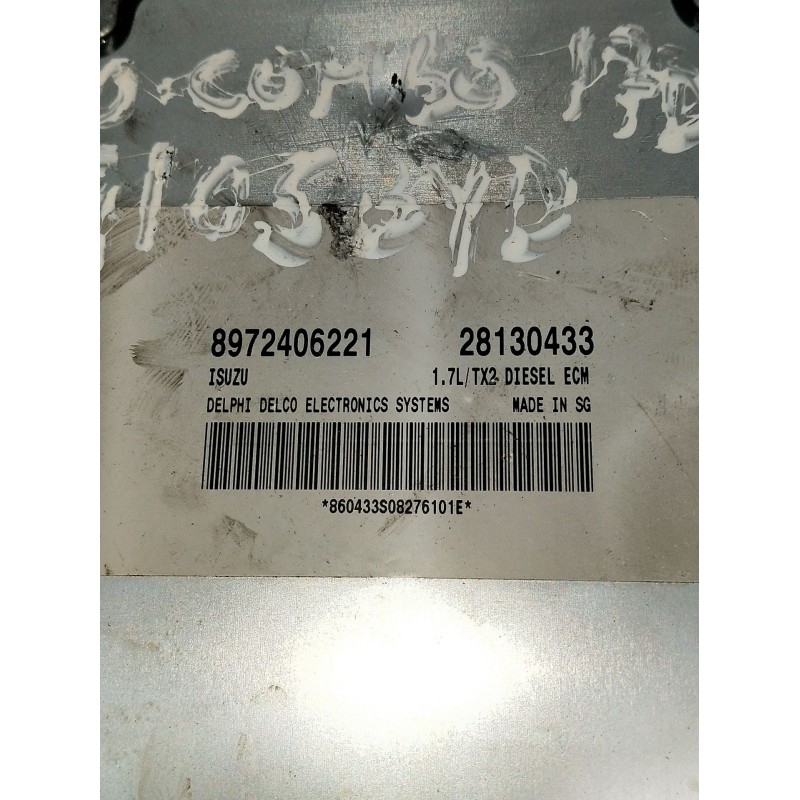 COMBO
8972406221 28130433
ISUZU 1.7L/TX2 DIESEL ECM
DELPHI DELCO ELECTRONICS SYSTEMS MADE IN SG
*860433S08276101E*